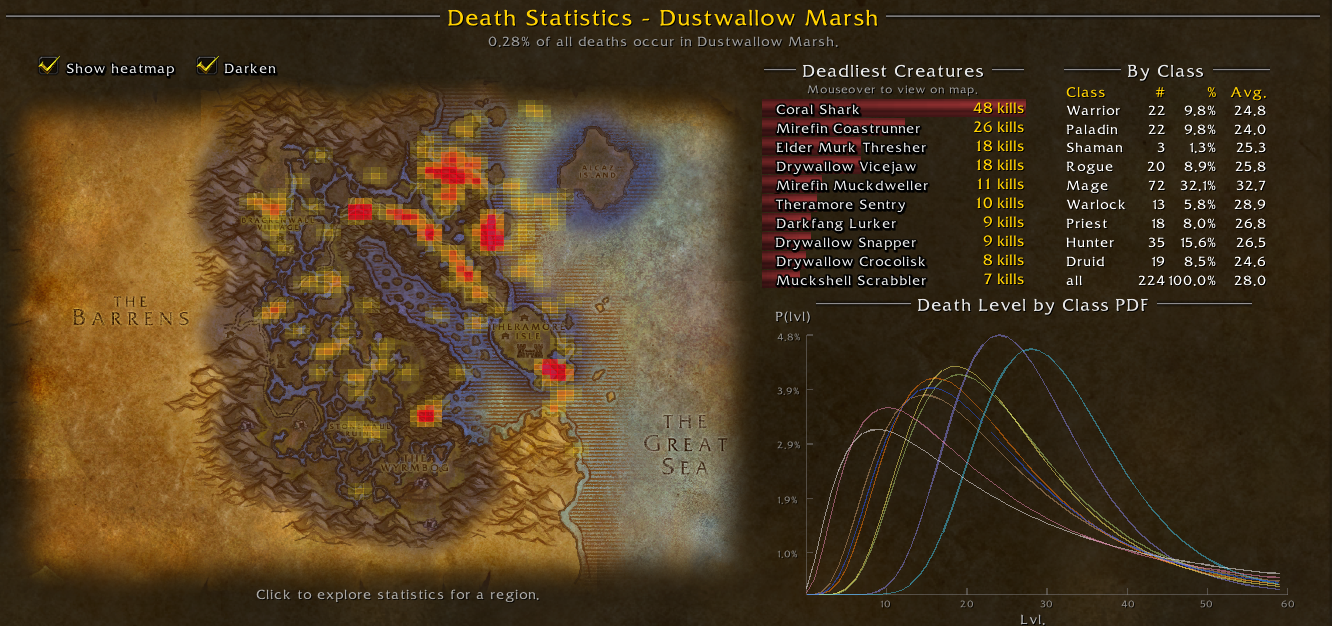 Death Statistics - Dustwallow Marsh
0.28% of all deaths occur in Dustwallow Marsh.
Show heatmap Darken
ALCAZ
ISLAND
BRACKENWALL
VILLAGE
THE
BARRENS
THERAMORE
ISLE
THE
GREAT
SEA
THE
WYRMBOG
Click to explore statistics for a region.
Deadliest Creatures
Mouseover to view on map.
Coral Shark 48 kills
Mirefin Coastrunner 26 kills
Elder Murk Thresher 18 kills
Drywallow Vicejaw 18 kills
Mirefin Muckdweller 11 kills
Theramore Sentry 10 kills
Darkfang Lurker 9 kills
Drywallow Snapper 9 kills
Drywallow Crocolisk 8 kills
Muckshell Scrabbler 7 kills
By Class
Class # % Avg.
Warrior 22 9.8% 24.8
Paladin 22 9.8% 24.0
Shaman 3 1.3% 25.3
Rogue 20 8.9% 25.8
Mage 72 32.1% 32.7
Warlock 13 5.8% 28.9
Priest 18 8.0% 26.8
Hunter 35 15.6% 26.5
Druid 19 8.5% 24.6
all 224 100.0% 28.0
Death Level by Class PDF
P(lvl)
4.8%
3.9%
2.9%
1.9%
1.0%
10 20 30 40 50 60
Lvl.